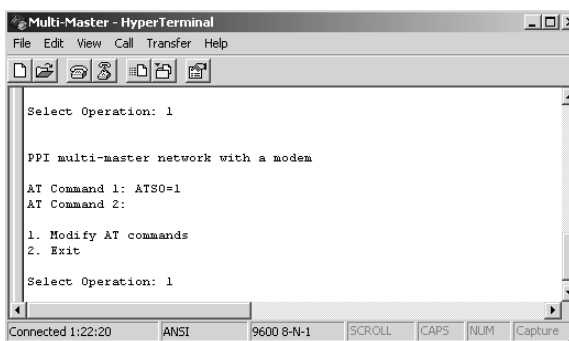 Multi-Master - HyperTerminal
File Edit View Call Transfer Help
Select Operation: 1
PPI multi-master network with a modem
AT Command 1: ATS0=1
AT Command 2:
1. Modify AT commands
2. Exit
Select Operation: 1
Connected 1:22:20 ANSI 9600 8-N-1 SCROLL CAPS NUM Capture